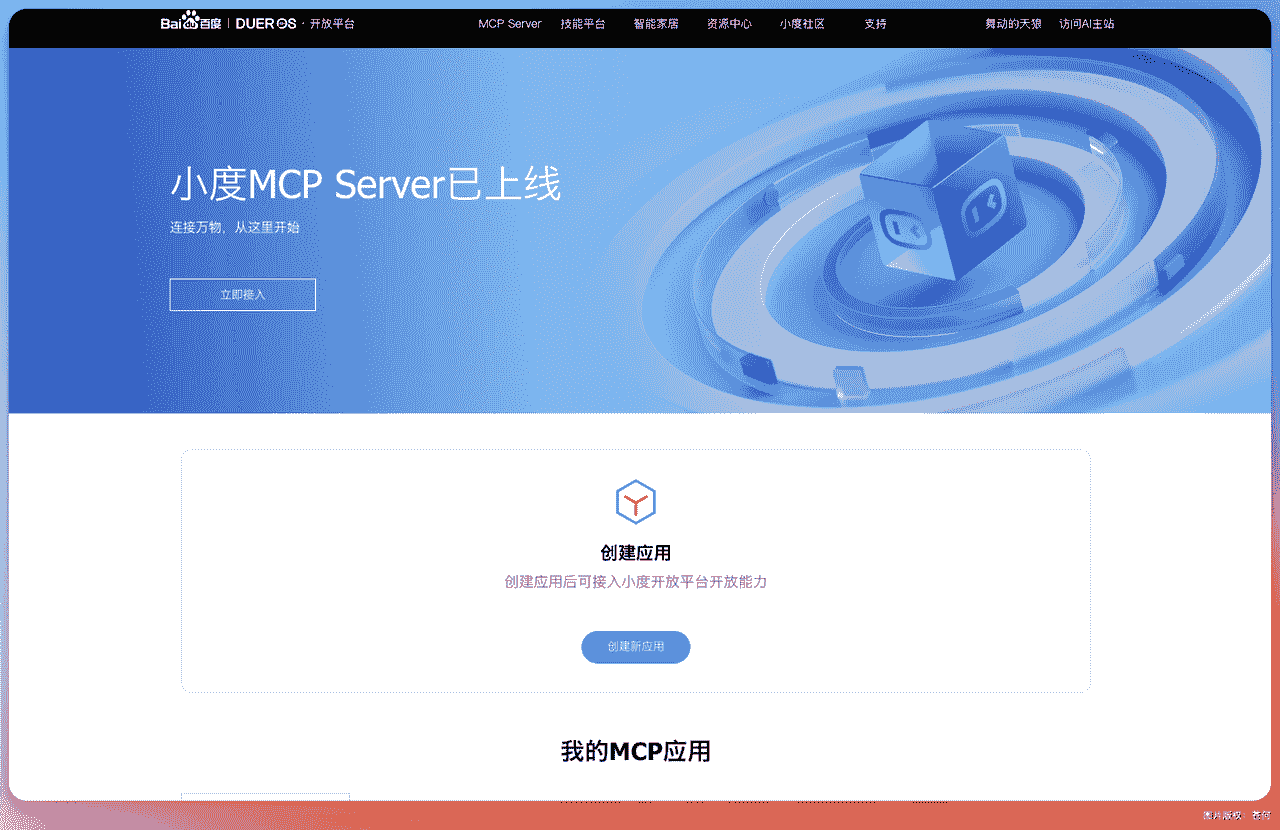 Bai du 百度 | DUEROS · 开放平台 MCP Server 技能平台 智能家居 资源中心 小度社区 支持 舞动的天狼 访问AI主站
小度MCP Server已上线
连接万物，从这里开始
立即接入
创建应用
创建应用后可接入小度开放平台开放能力
创建新应用
我的MCP应用
图片版权：苍何